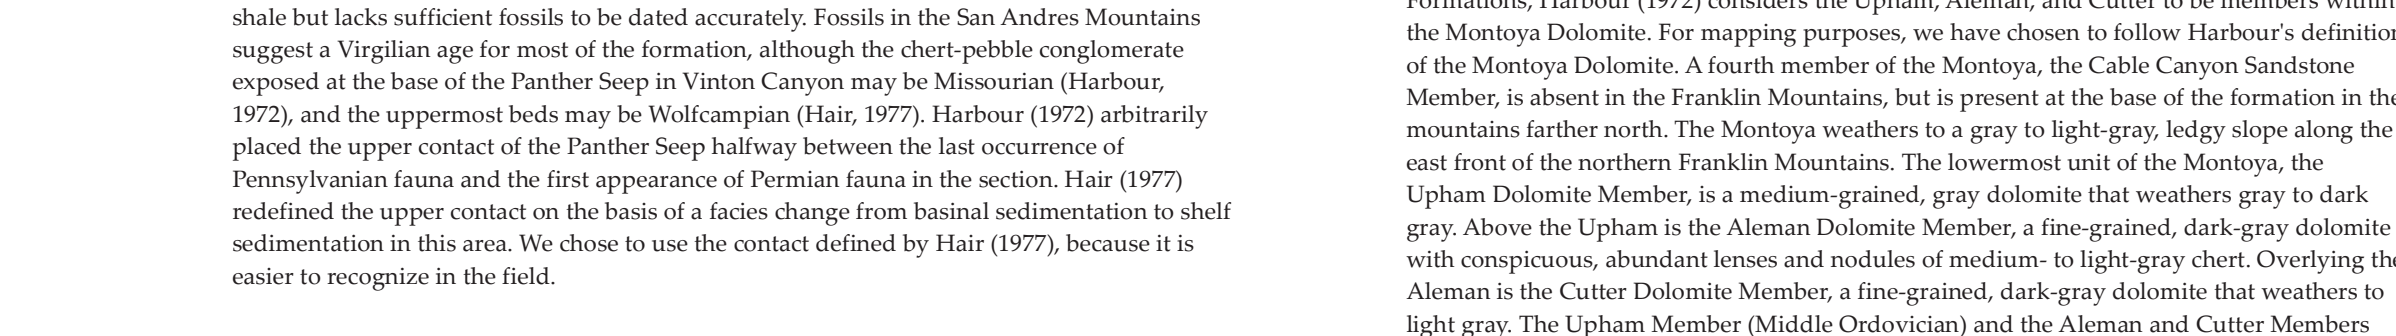 shale but lacks sufficient fossils to be dated accurately. Fossils in the San Andres Mountains
suggest a Virgilian age for most of the formation, although the chert-pebble conglomerate
exposed at the base of the Panther Seep in Vinton Canyon may be Missourian (Harbour,
1972), and the uppermost beds may be Wolfcampian (Hair, 1977). Harbour (1972) arbitrarily
placed the upper contact of the Panther Seep halfway between the last occurrence of
Pennsylvanian fauna and the first appearance of Permian fauna in the section. Hair (1977)
redefined the upper contact on the basis of a facies change from basinal sedimentation to shelf
sedimentation in this area. We chose to use the contact defined by Hair (1977), because it is
easier to recognize in the field.
Formations, Harbour (1972) considers the Upham, Aleman, and Cutter to be members within
the Montoya Dolomite. For mapping purposes, we have chosen to follow Harbour's definition
of the Montoya Dolomite. A fourth member of the Montoya, the Cable Canyon Sandstone
Member, is absent in the Franklin Mountains, but is present at the base of the formation in the
mountains farther north. The Montoya weathers to a gray to light-gray, ledgy slope along the
east front of the northern Franklin Mountains. The lowermost unit of the Montoya, the
Upham Dolomite Member, is a medium-grained, gray dolomite that weathers gray to dark
gray. Above the Upham is the Aleman Dolomite Member, a fine-grained, dark-gray dolomite
with conspicuous, abundant lenses and nodules of medium- to light-gray chert. Overlying the
Aleman is the Cutter Dolomite Member, a fine-grained, dark-gray dolomite that weathers to
light gray. The Upham Member (Middle Ordovician) and the Aleman and Cutter Members